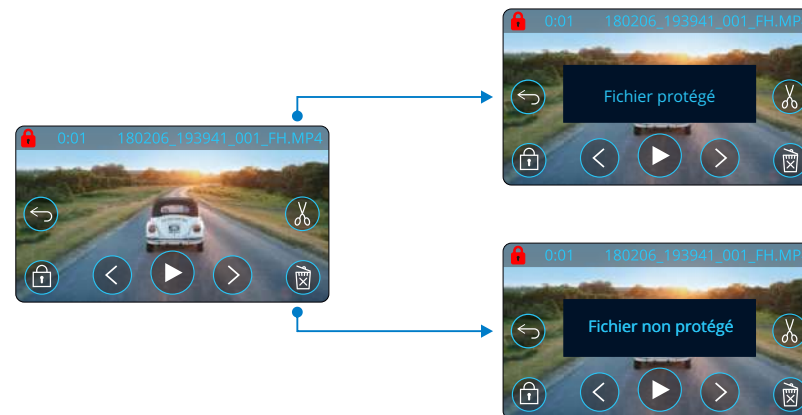 0:01 180206_193941_001_FH.MP4
0:01 180206_193941_001_FH.MP
Fichier protégé
0:01 180206_193941_001_FH.MP
Fichier non protégé